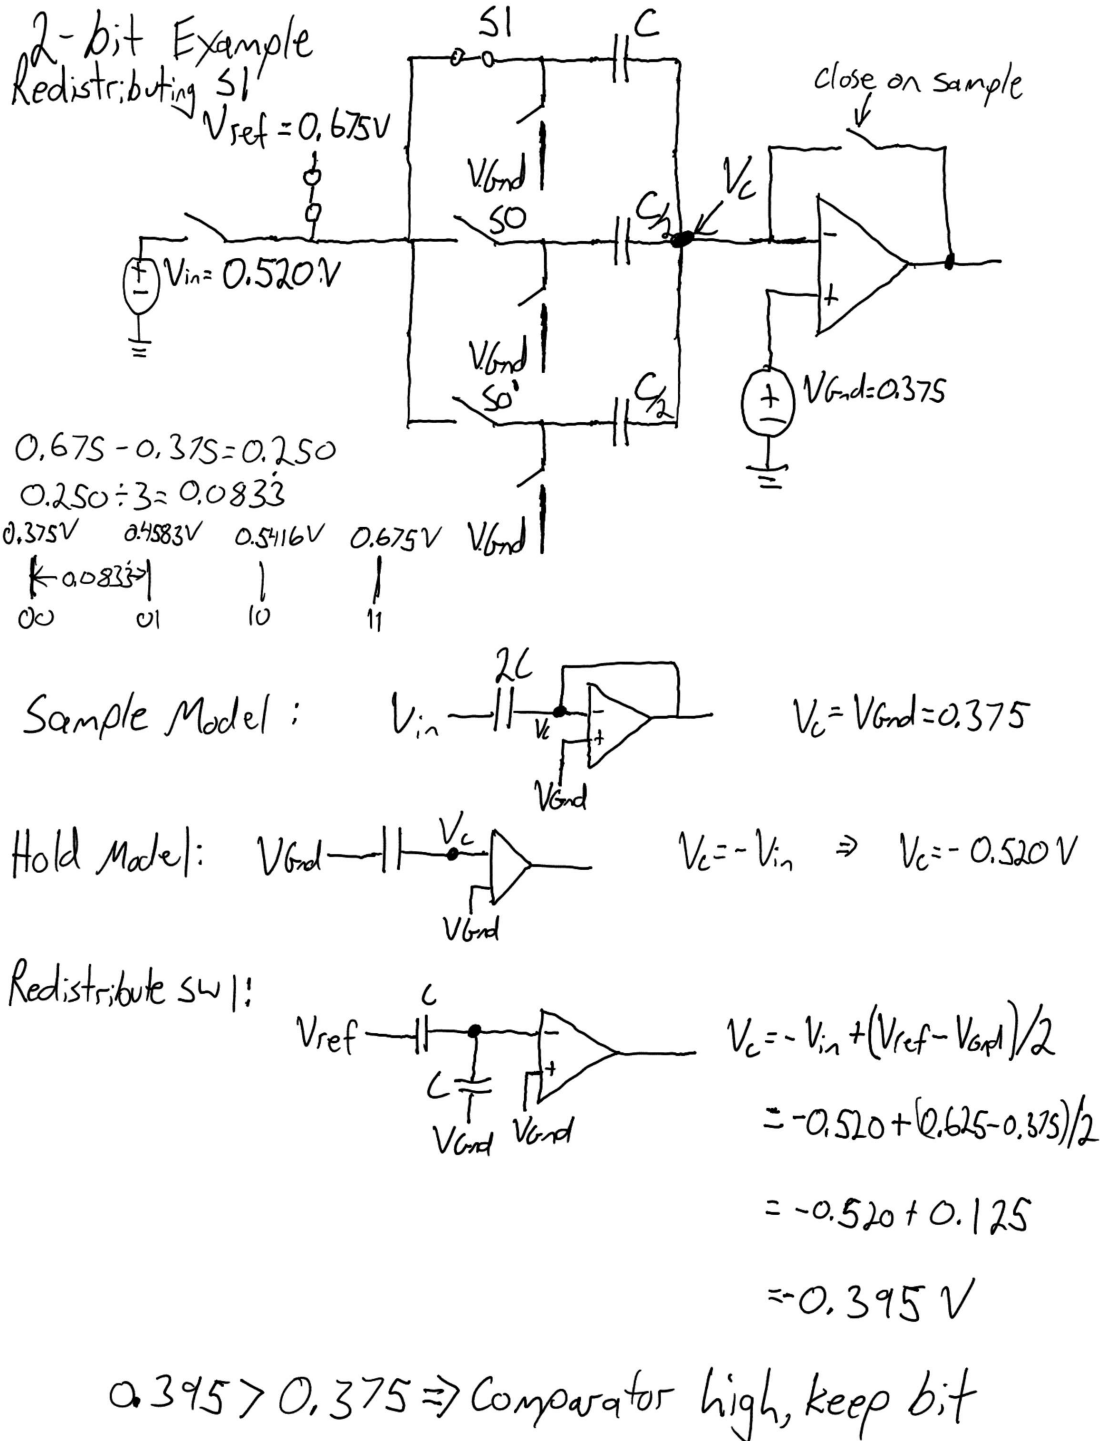 2-bit Example
Redistributing S1
Vref = 0.675V
S1
C
close on sample
VGnd
Vc
S0
C/2
Vin = 0.520V
VGnd
S0'
C/2
VGnd=0.375
VGnd
0.675 - 0.375 = 0.250
0.250 ÷ 3 = 0.0833
0.375V 0.4583V 0.5416V 0.675V
0.0833
00 01 10 11
Sample Model: Vin 2C Vc VGnd Vc = VGnd = 0.375
Hold Model: VGnd Vc VGnd Vc = -Vin ⇒ Vc = - 0.520V
Redistribute SW1:
Vref C C VGnd VGnd Vc = - Vin + (Vref - VGnd)/2
= -0.520 + (0.625-0.375)/2
= -0.520 + 0.125
= -0.395 V
0.395 > 0.375 ⇒ Comparator high, keep bit